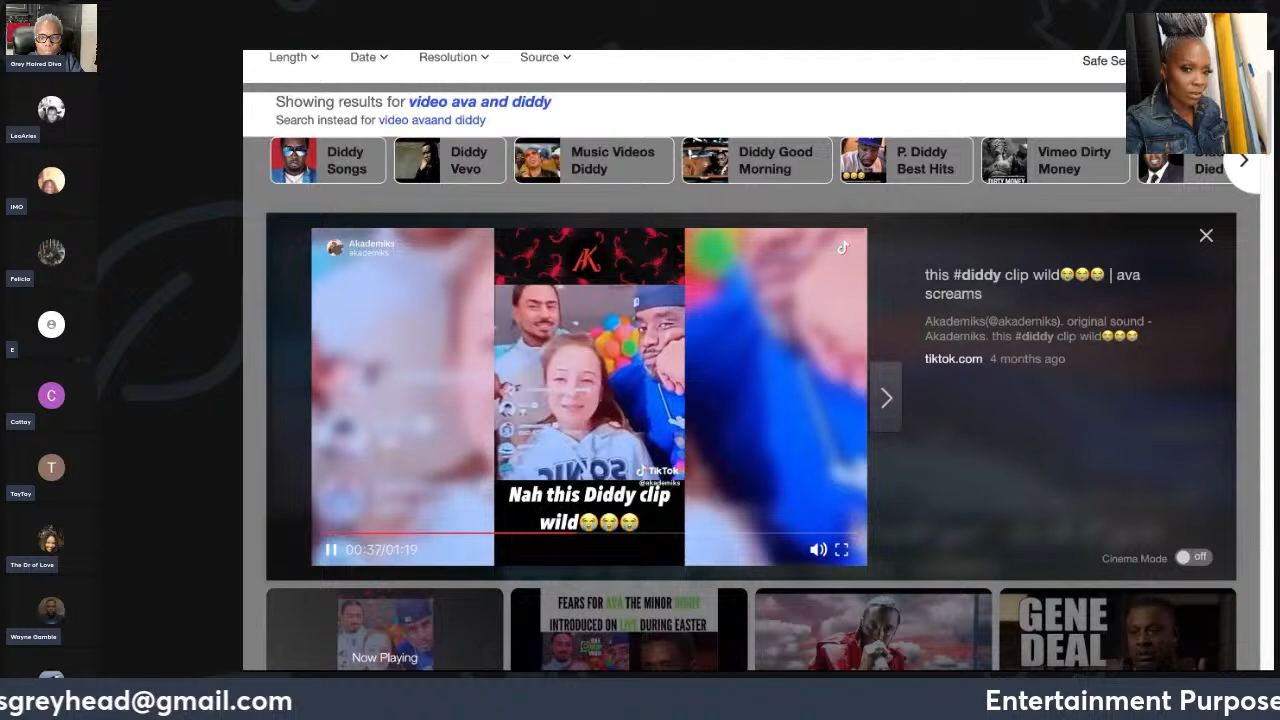 Grey Haired Diva
LeoAries
IMO
Felicia
E
C
Cattay
T
TayTay
The Dr of Love
Wayne Gamble
Length
Date
Resolution
Source
Safe Se
Showing results for video ava and diddy
Search instead for video avaand diddy
Diddy
Songs
Diddy
Vevo
Music Videos
Diddy
Diddy Good
Morning
P. Diddy
Best Hits
Vimeo Dirty
Money
DIRTY MONEY
Died
Akademiks
akademiks
AK
SONIC
TikTok
@akademiks
Nah this Diddy clip
wild😭😭😭
00:37/01:19
this #diddy clip wild😭😭😭 | ava
screams
Akademiks(@akademiks). original sound -
Akademiks. this #diddy clip wild😭😭😭
tiktok.com 4 months ago
Cinema Mode off
Now Playing
FEARS FOR AVA THE MINOR DIDDY
INTRODUCED ON LIVE DURING EASTER
GENE
DEAL
sgreyhead@gmail.com
Entertainment Purpose